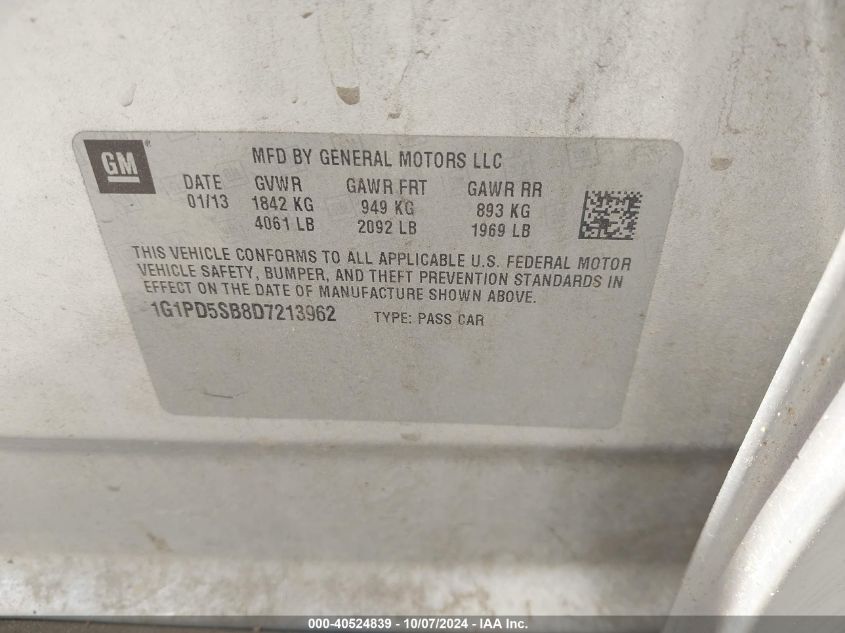 GM
MFD BY GENERAL MOTORS LLC
DATE GVWR GAWR FRT GAWR RR
01/13 1842 KG 949 KG 893 KG
4061 LB 2092 LB 1969 LB
THIS VEHICLE CONFORMS TO ALL APPLICABLE U.S. FEDERAL MOTOR
VEHICLE SAFETY, BUMPER, AND THEFT PREVENTION STANDARDS IN
EFFECT ON THE DATE OF MANUFACTURE SHOWN ABOVE.
1G1PD5SB8D7213962 TYPE: PASS CAR
000-40524839 - 10/07/2024 - IAA Inc.